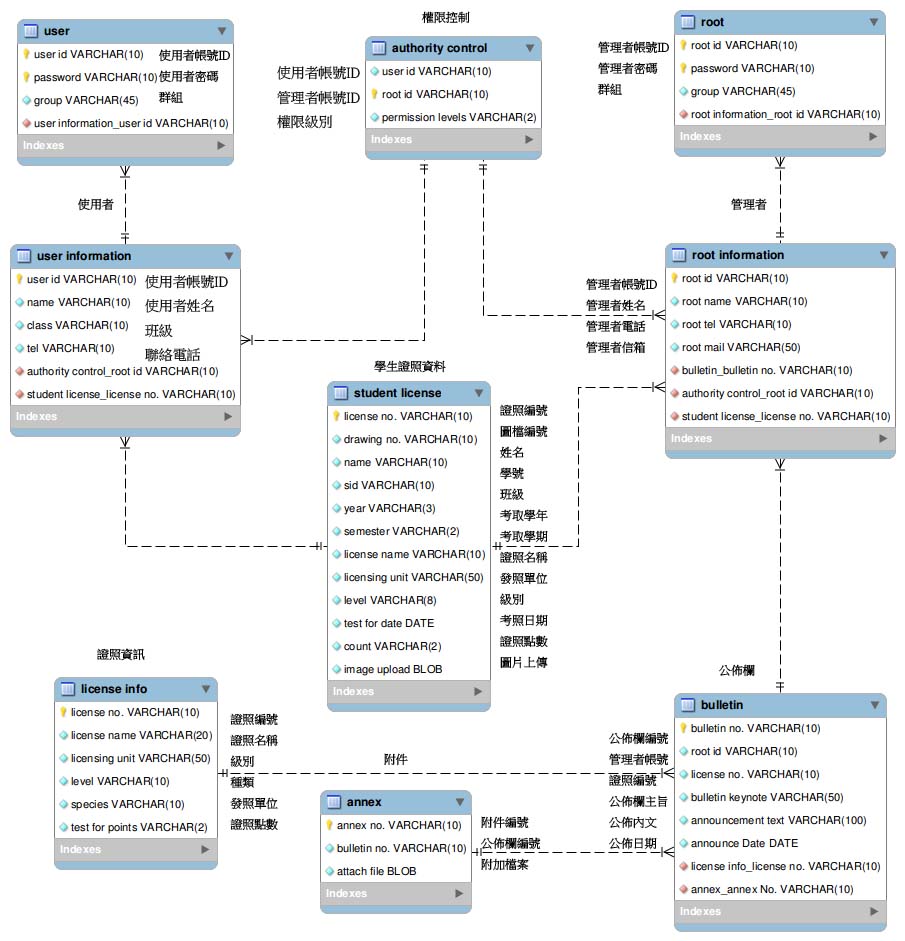 user
user id VARCHAR(10) 使用者帳號ID
password VARCHAR(10) 使用者密碼
group VARCHAR(45) 群組
user information_user id VARCHAR(10)
Indexes
使用者
權限控制
authority control
使用者帳號ID user id VARCHAR(10)
管理者帳號ID root id VARCHAR(10)
權限級別 permission levels VARCHAR(2)
Indexes
root
管理者帳號ID root id VARCHAR(10)
管理者密碼 password VARCHAR(10)
群組 group VARCHAR(45)
root information_root id VARCHAR(10)
Indexes
管理者
user information
user id VARCHAR(10) 使用者帳號ID
name VARCHAR(10) 使用者姓名
class VARCHAR(10) 班級
tel VARCHAR(10) 聯絡電話
authority control_root id VARCHAR(10)
student license_license no. VARCHAR(10)
Indexes
root information
管理者帳號ID root id VARCHAR(10)
管理者姓名 root name VARCHAR(10)
管理者電話 root tel VARCHAR(10)
管理者信箱 root mail VARCHAR(50)
bulletin_bulletin no. VARCHAR(10)
authority control_root id VARCHAR(10)
student license_license no. VARCHAR(10)
Indexes
學生證照資料
student license
license no. VARCHAR(10)
drawing no. VARCHAR(10)
name VARCHAR(10)
sid VARCHAR(10)
year VARCHAR(3)
semester VARCHAR(2)
license name VARCHAR(10)
licensing unit VARCHAR(50)
level VARCHAR(8)
test for date DATE
count VARCHAR(2)
image upload BLOB
Indexes
證照編號
圖檔編號
姓名
學號
班級
考取學年
考取學期
證照名稱
發照單位
級別
考照日期
證照點數
圖片上傳
證照資訊
license info
license no. VARCHAR(10)
license name VARCHAR(20)
licensing unit VARCHAR(50)
level VARCHAR(10)
species VARCHAR(10)
test for points VARCHAR(2)
Indexes
證照編號
證照名稱
級別
種類
發照單位
證照點數
附件
annex
annex no. VARCHAR(10)
bulletin no. VARCHAR(10)
attach file BLOB
Indexes
附件編號
公佈欄編號
附加檔案
公佈欄
公佈欄編號
管理者帳號
證照編號
公佈欄主旨
公佈內文
公佈日期
bulletin
bulletin no. VARCHAR(10)
root id VARCHAR(10)
license no. VARCHAR(10)
bulletin keynote VARCHAR(50)
announcement text VARCHAR(100)
announce Date DATE
license info_license no. VARCHAR(10)
annex_annex No. VARCHAR(10)
Indexes